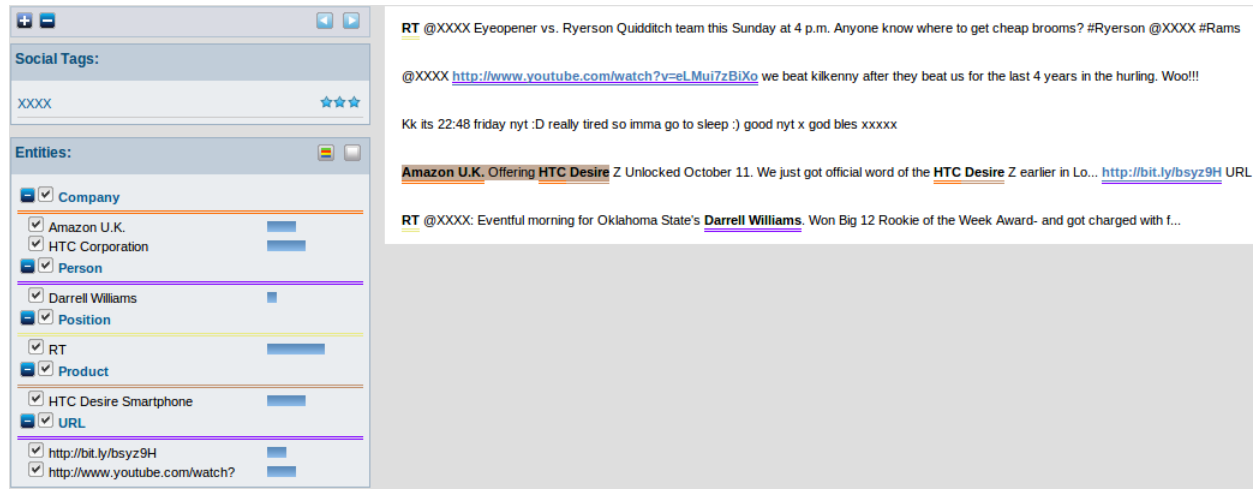 Social Tags:
XXXX
Entities:
Company
Amazon U.K.
HTC Corporation
Person
Darrell Williams
Position
RT
Product
HTC Desire Smartphone
URL
http://bit.ly/bsyz9H
http://www.youtube.com/watch?
RT @XXXX Eyeopener vs. Ryerson Quidditch team this Sunday at 4 p.m. Anyone know where to get cheap brooms? #Ryerson @XXXX #Rams
@XXXX http://www.youtube.com/watch?v=eLMui7zBiXo we beat kilkenny after they beat us for the last 4 years in the hurling. Woo!!!
Kk its 22:48 friday nyt :D really tired so imma go to sleep :) good nyt x god bles xxxxx
Amazon U.K. Offering HTC Desire Z Unlocked October 11. We just got official word of the HTC Desire Z earlier in Lo... http://bit.ly/bsyz9H URL
RT @XXXX: Eventful morning for Oklahoma State's Darrell Williams. Won Big 12 Rookie of the Week Award- and got charged with f...